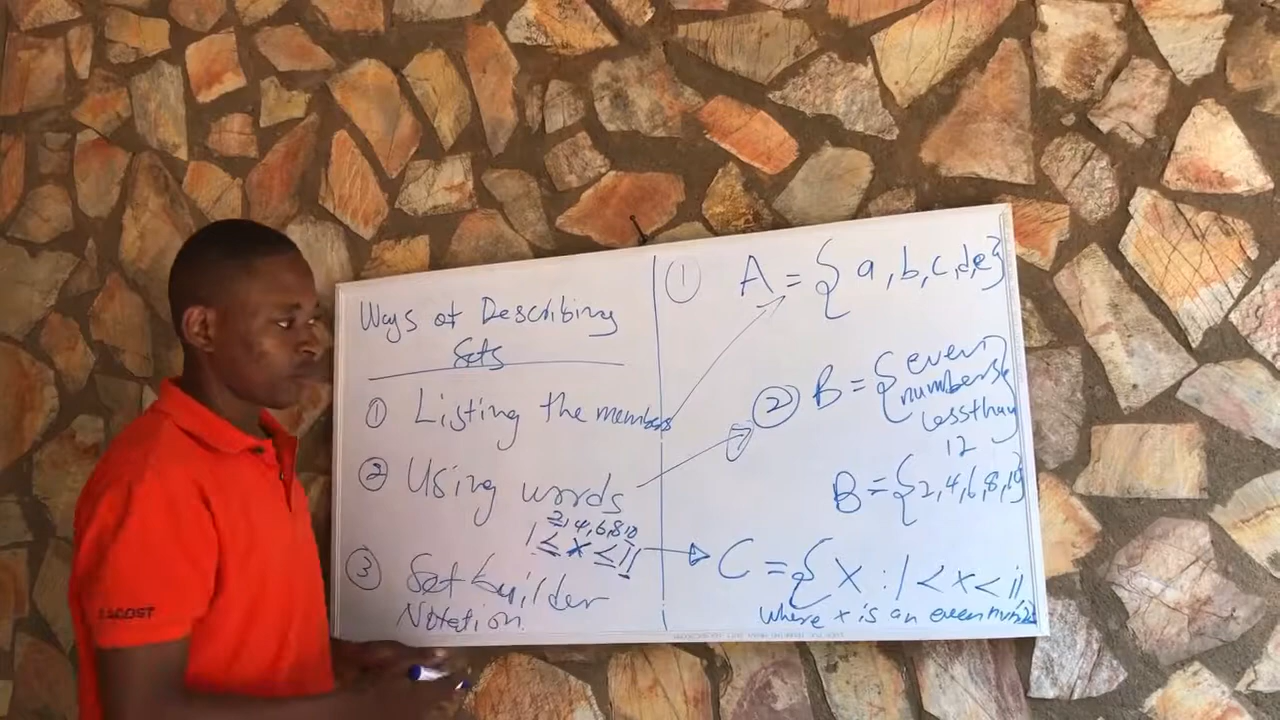 Ways of Describing
Sets
① Listing the members
② Using words
2,4,6,8,10
1 ≤ x ≤ 11
③ Set builder
Notation.
① A = { a, b, c, d, e}
② B = { even
numbers
less than
12
B = {2,4,6,8,10}
C = { x : 1 < x < 11
where x is an even number